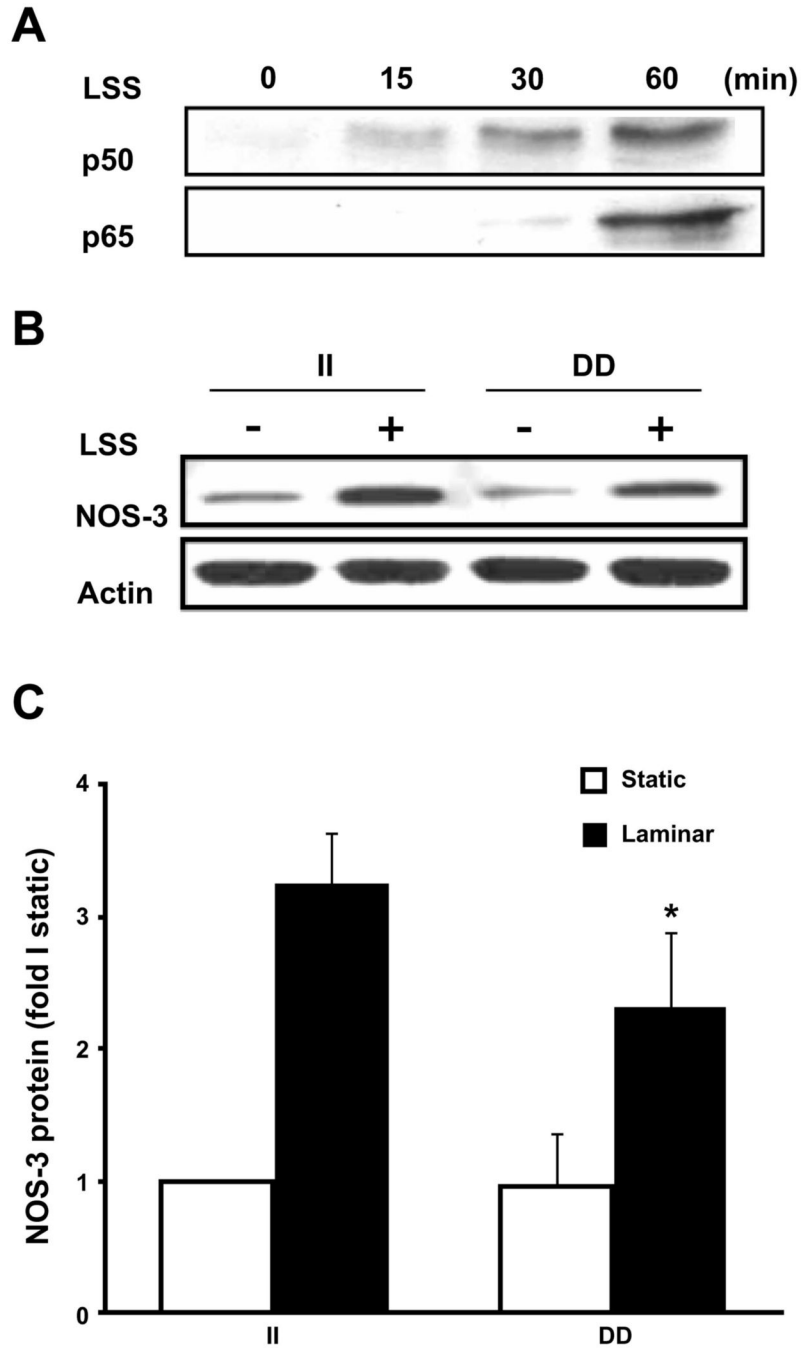 A
LSS 0 15 30 60 (min)
p50
p65
B
II DD
LSS - + - +
NOS-3
Actin
C
NOS-3 protein (fold I static)
4
3
2
1
0
Static
Laminar
*
II DD